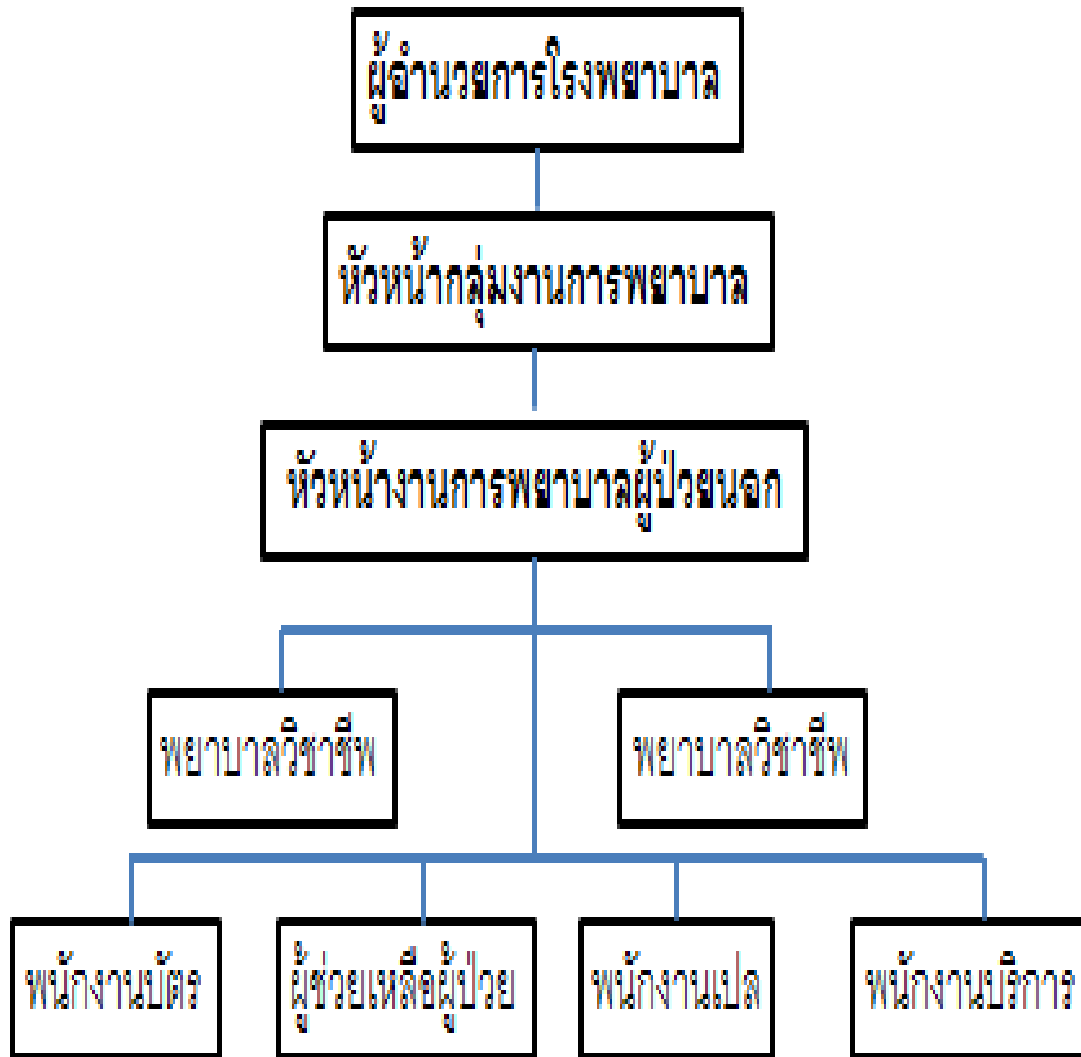 ผู้อำนวยการโรงพยาบาล
หัวหน้ากลุ่มงานการพยาบาล
หัวหน้างานการพยาบาลผู้ป่วยนอก
พยาบาลวิชาชีพ
พยาบาลวิชาชีพ
พนักงานบัตร
ผู้ช่วยเหลือผู้ป่วย
พนักงานเปล
พนักงานบริการ